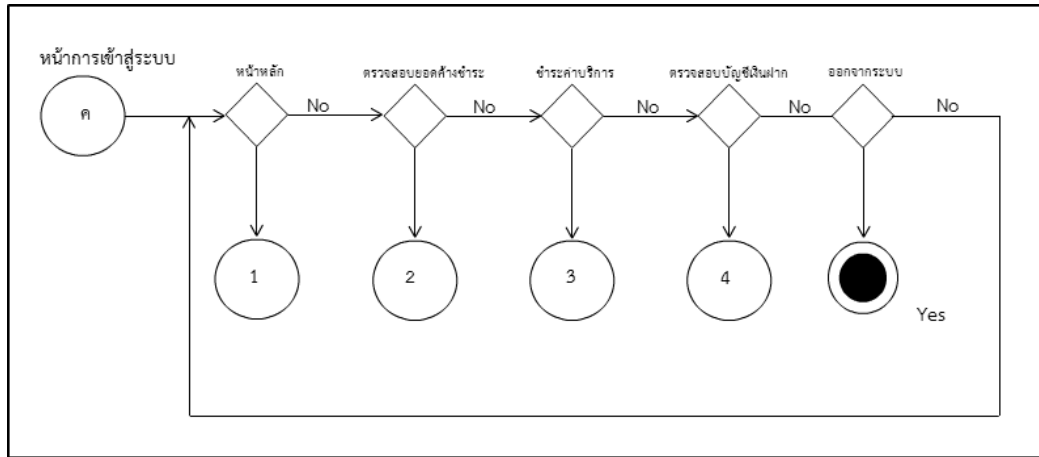 หน้าการเข้าสู่ระบบ
ค
หน้าหลัก
ตรวจสอบยอดค้างชำระ
ชำระค่าบริการ
ตรวจสอบบัญชีเงินฝาก
ออกจากระบบ
No
No
No
No
No
1
2
3
4
Yes